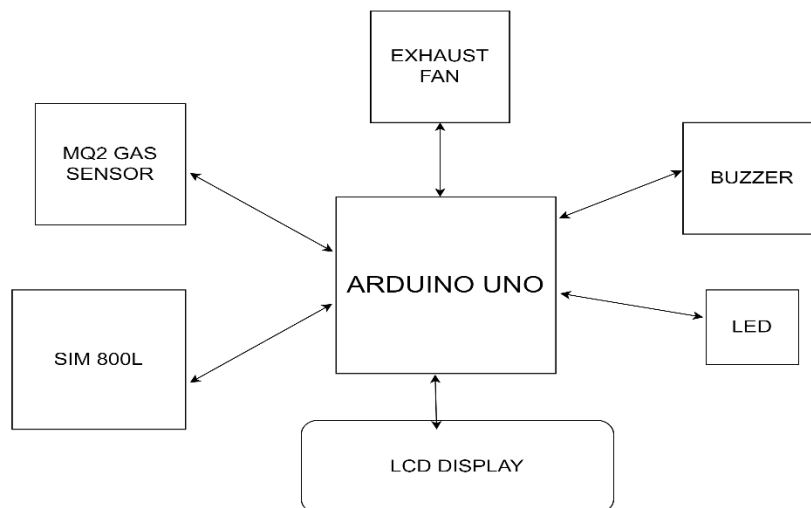 EXHAUST
FAN
MQ2 GAS
SENSOR
BUZZER
ARDUINO UNO
SIM 800L
LED
LCD DISPLAY